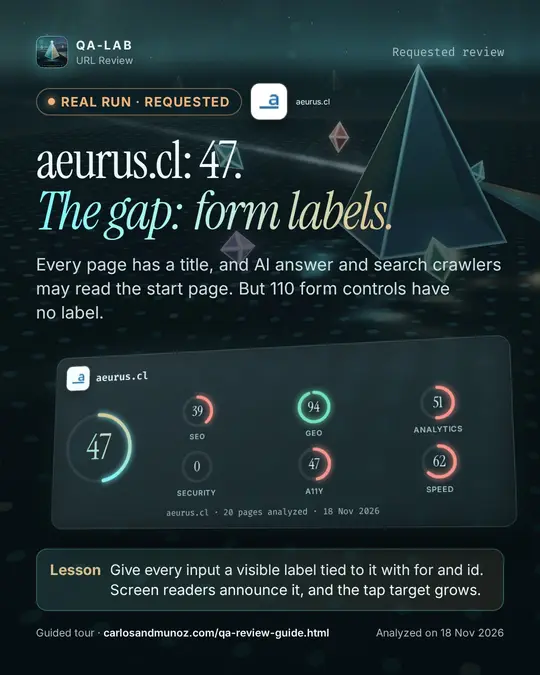 QA-LAB
URL Review
Requested review
REAL RUN · REQUESTED
a
aeurus.cl
aeurus.cl: 47.
The gap: form labels.
Every page has a title, and AI answer and search crawlers
may read the start page. But 110 form controls have
no label.
a
aeurus.cl
47
39
SEO
94
GEO
51
ANALYTICS
0
SECURITY
47
A11Y
62
SPEED
aeurus.cl · 20 pages analyzed · 18 Nov 2026
Lesson
Give every input a visible label tied to it with for and id.
Screen readers announce it, and the tap target grows.
Guided tour · carlosandmunoz.com/qa-review-guide.html
Analyzed on 18 Nov 2026